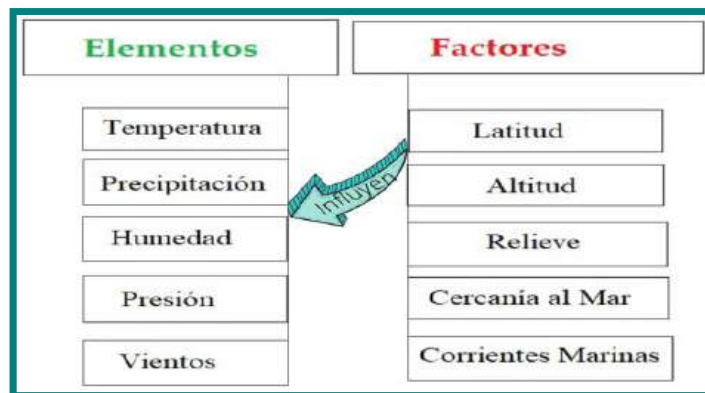 Elementos
Factores
Temperatura
Precipitación
Humedad
Presión
Vientos
Influyen
Latitud
Altitud
Relieve
Cercanía al Mar
Corrientes Marinas